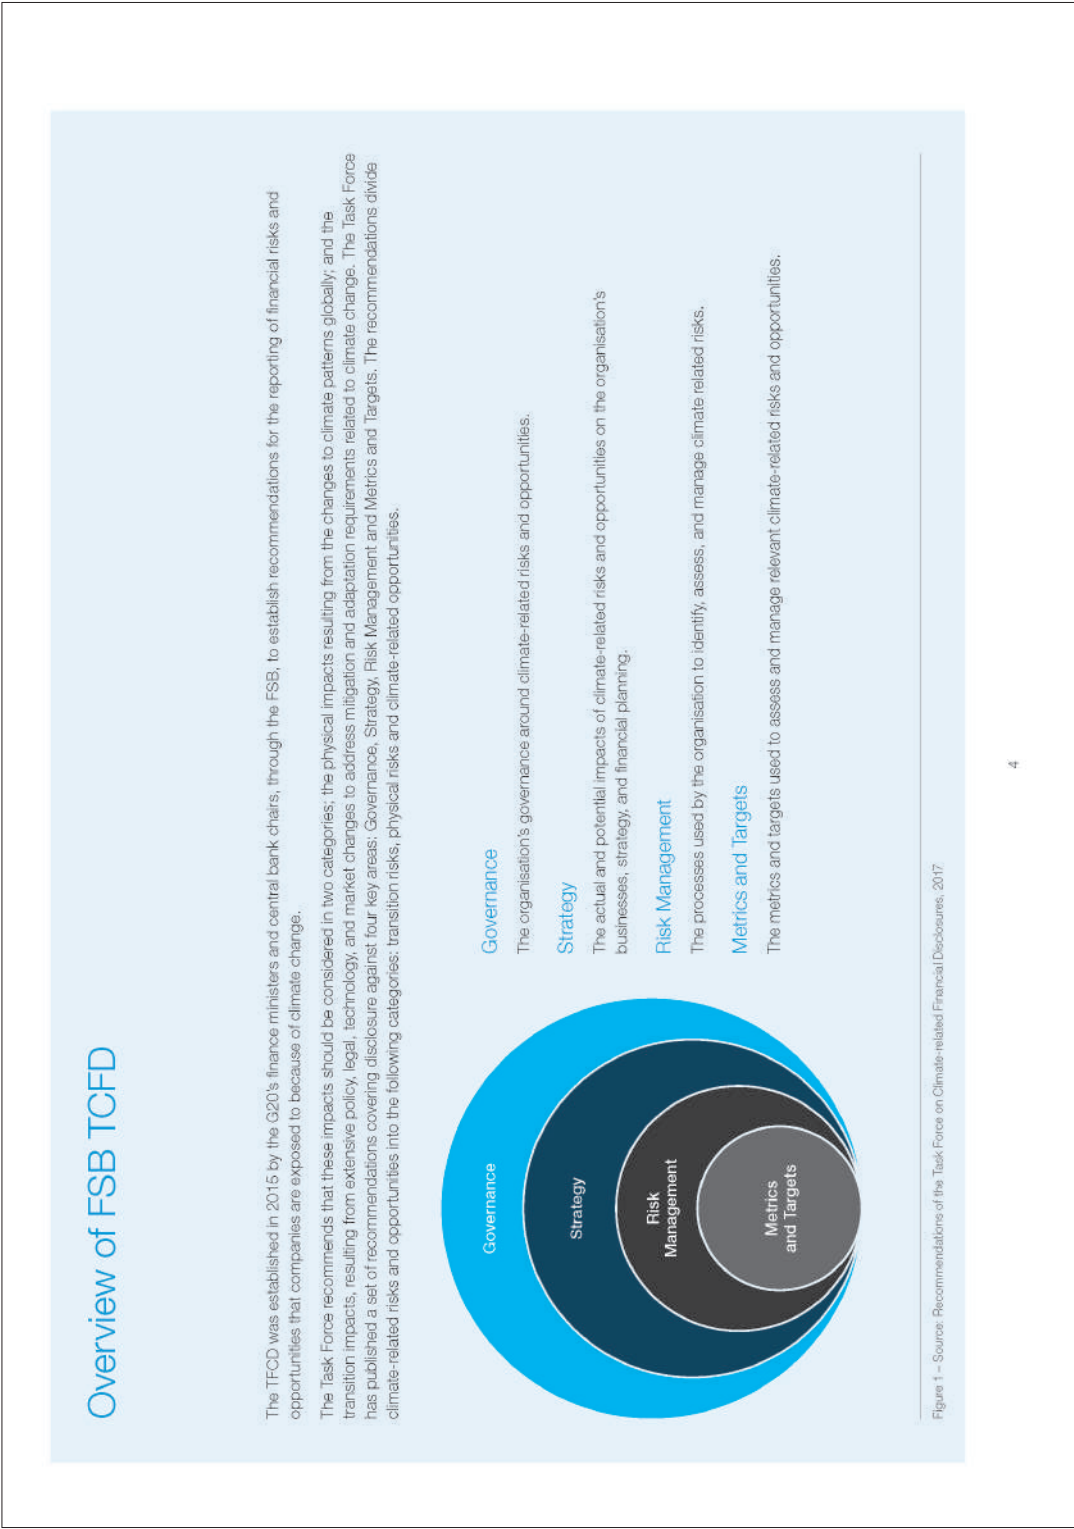 Overview of FSB TCFD
The TFCD was established in 2015 by the G20's finance ministers and central bank chairs, through the FSB, to establish recommendations for the reporting of financial risks and
opportunities that companies are exposed to because of climate change.
The Task Force recommends that these impacts should be considered in two categories; the physical impacts resulting from the changes to climate patterns globally; and the
transition impacts, resulting from extensive policy, legal, technology, and market changes to address mitigation and adaptation requirements related to climate change. The Task Force
has published a set of recommendations covering disclosure against four key areas: Governance, Strategy, Risk Management and Metrics and Targets. The recommendations divide
climate-related risks and opportunities into the following categories: transition risks, physical risks and climate-related opportunities.
Governance
Strategy
Risk
Management
Metrics
and Targets
Governance
The organisation's governance around climate-related risks and opportunities.
Strategy
The actual and potential impacts of climate-related risks and opportunities on the organisation's
businesses, strategy, and financial planning.
Risk Management
The processes used by the organisation to identify, assess, and manage climate related risks.
Metrics and Targets
The metrics and targets used to assess and manage relevant climate-related risks and opportunities.
Figure 1 – Source: Recommendations of the Task Force on Climate-related Financial Disclosures, 2017
4